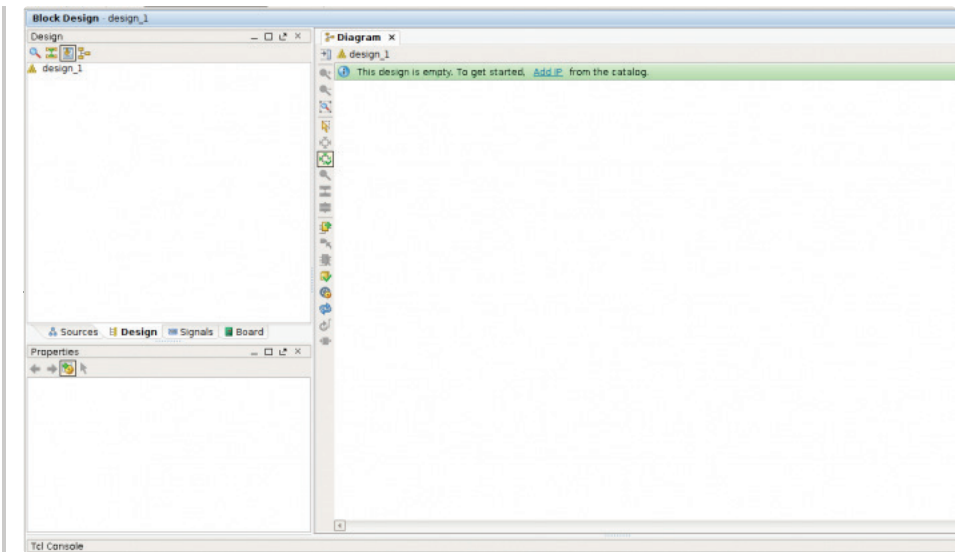 Block Design - design_1
Design
design_1
Sources Design Signals Board
Properties
Diagram
design_1
This design is empty. To get started, Add IP from the catalog.
Tcl Console